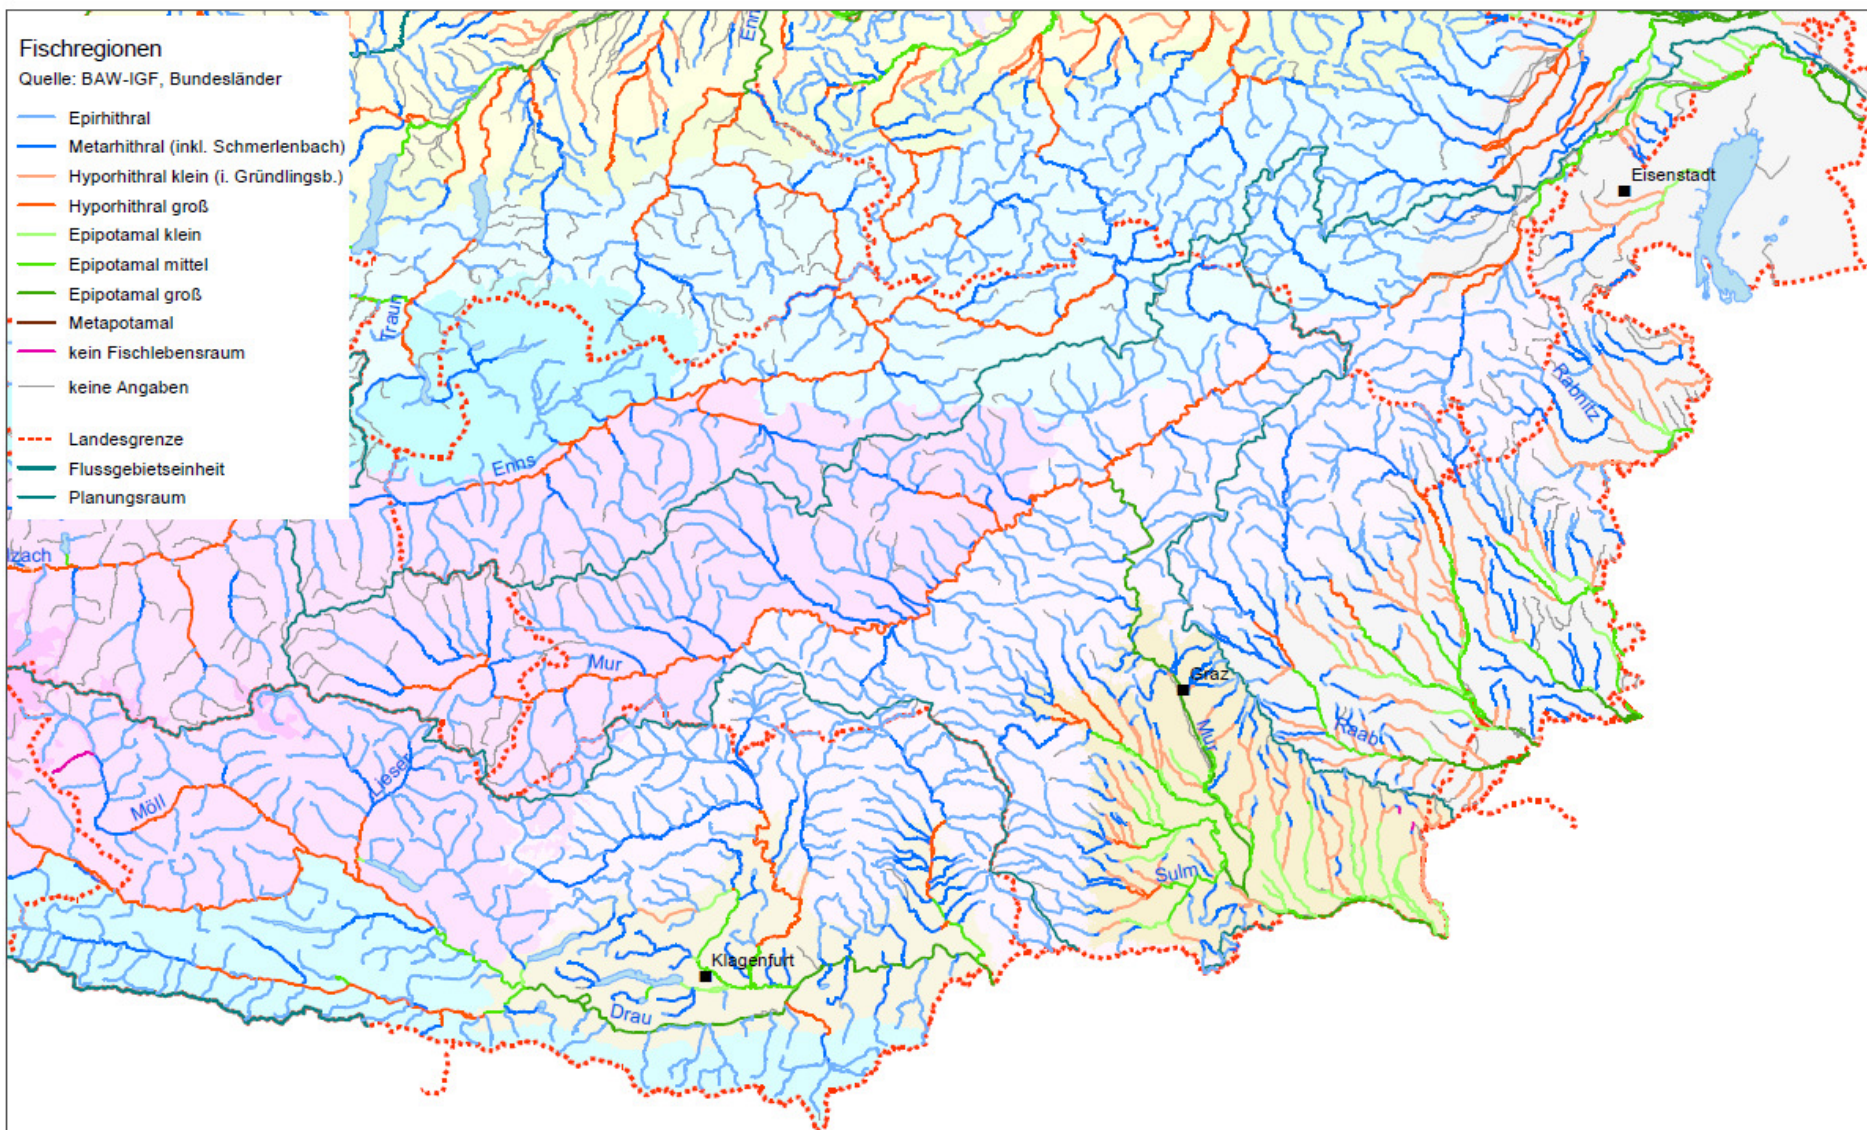 Fischregionen
Quelle: BAW-IGF, Bundesländer
Epirhithral
Metarhithral (inkl. Schmerlenbach)
Hyporhithral klein (i. Gründlingsb.)
Hyporhithral groß
Epipotamal klein
Epipotamal mittel
Epipotamal groß
Metapotamal
kein Fischlebensraum
keine Angaben
Landesgrenze
Flussgebietseinheit
Planungsraum
Enn
Eisenstadt
Traun
Rabnitz
Enns
lzach
Mur
Graz
Mur
Raab
Lieser
Möll
Sulm
Klagenfurt
Drau